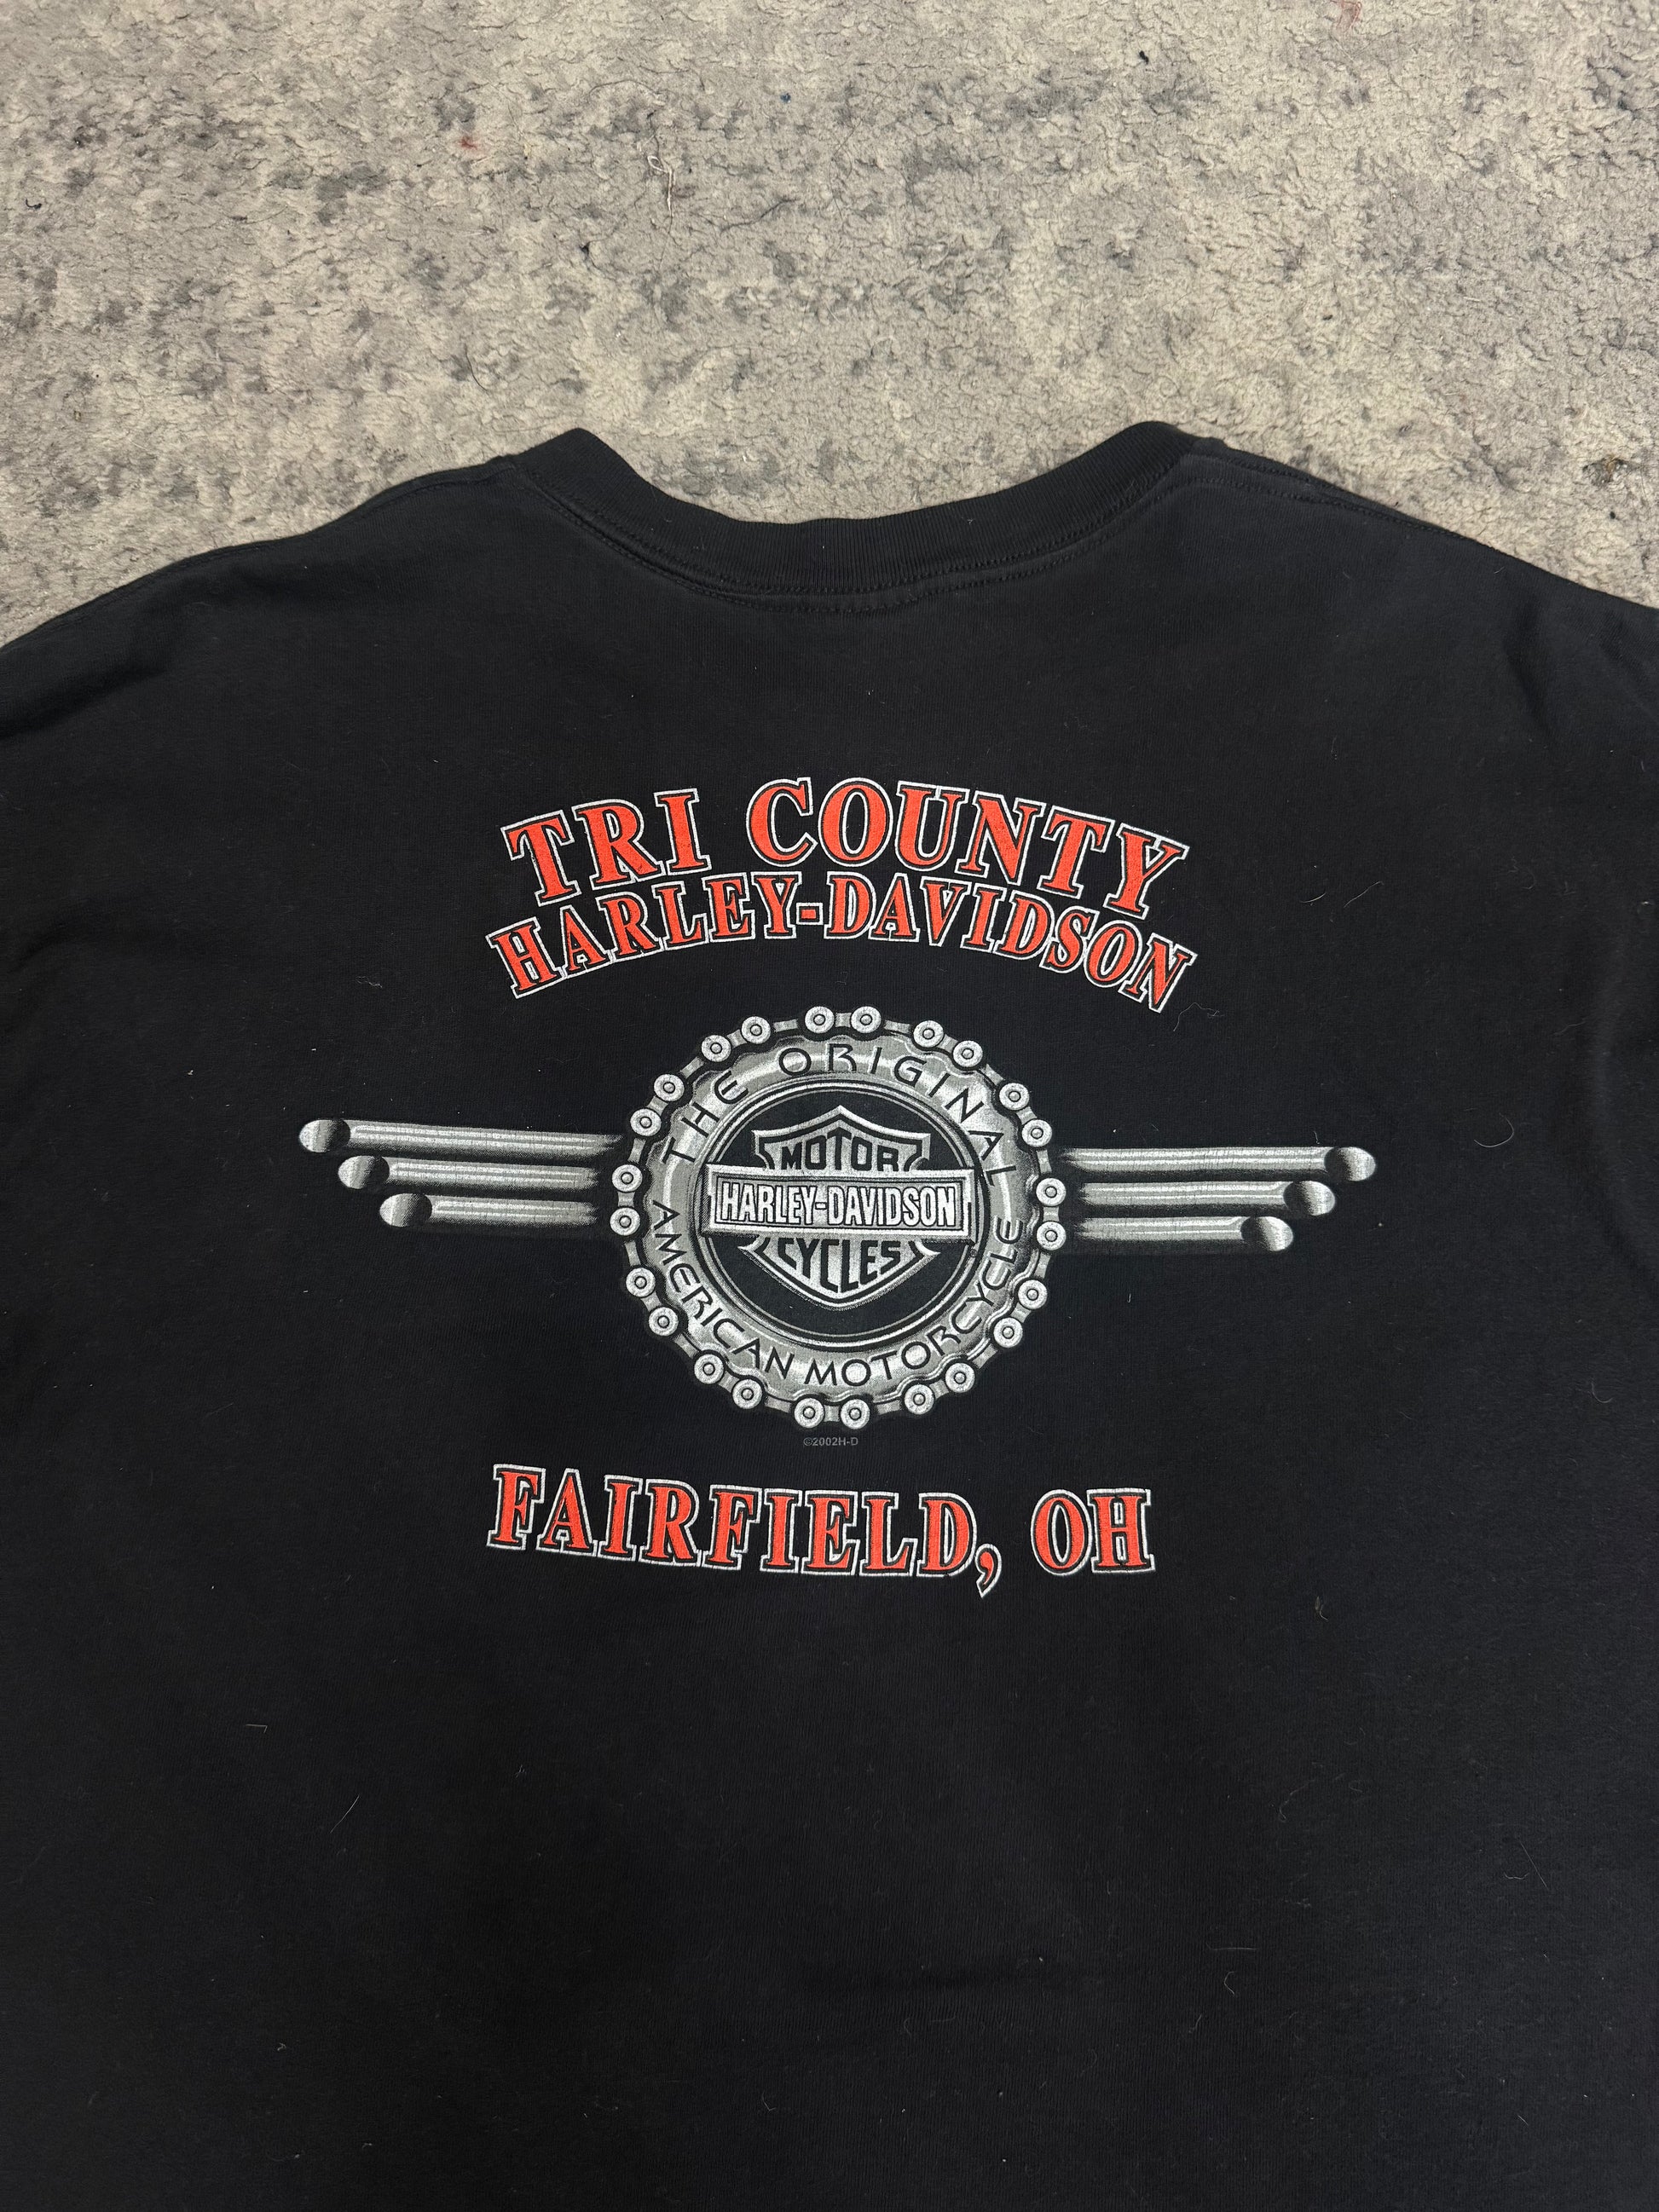 TRI COUNTY
HARLEY-DAVIDSON
THE ORIGINAL
MOTOR
HARLEY-DAVIDSON
CYCLES
AMERICAN MOTORCYCLE
©2002H-D
FAIRFIELD, OH